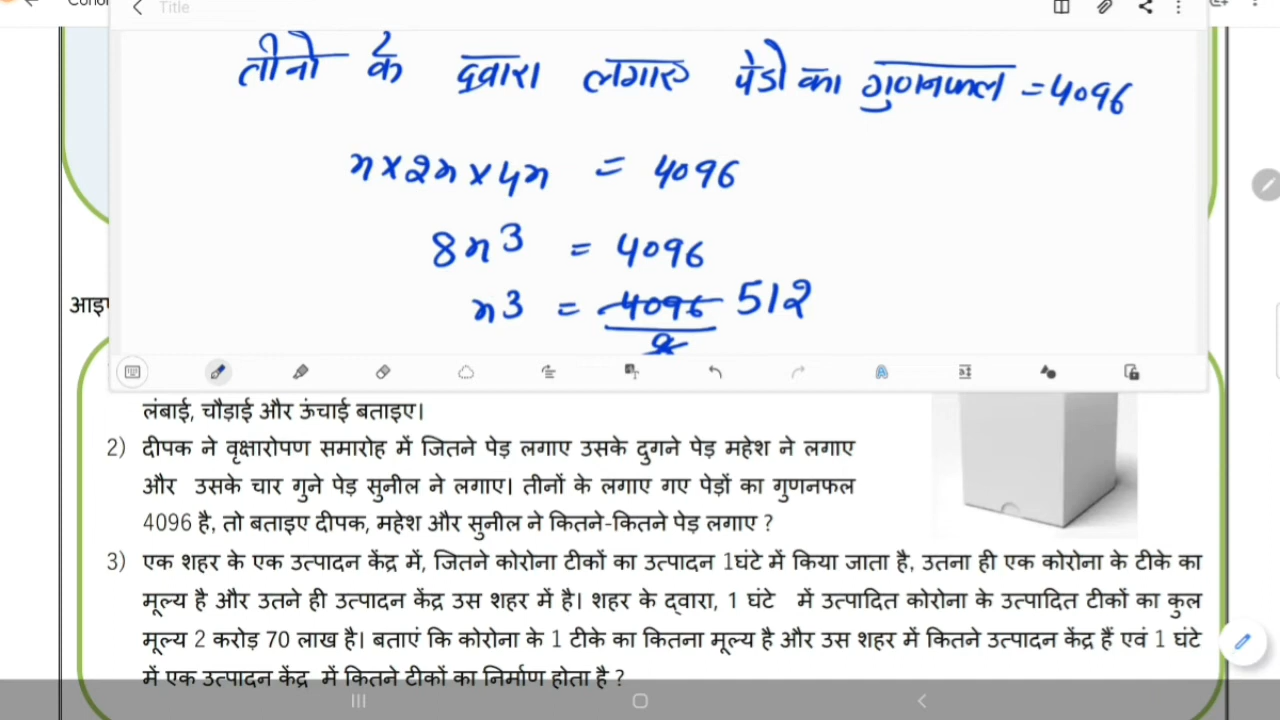 Title
तीनो के द्वारा लगाए पेडो का गुणनफल = 4096
n × 2n × 4n = 4096
8n³ = 4096
n³ = 4096/8 512
लंबाई, चौड़ाई और ऊंचाई बताइए।
2) दीपक ने वृक्षारोपण समारोह में जितने पेड़ लगाए उसके दुगने पेड़ महेश ने लगाए
और उसके चार गुने पेड़ सुनील ने लगाए। तीनों के लगाए गए पेड़ों का गुणनफल
4096 है, तो बताइए दीपक, महेश और सुनील ने कितने-कितने पेड़ लगाए ?
3) एक शहर के एक उत्पादन केंद्र में, जितने कोरोना टीकों का उत्पादन 1घंटे में किया जाता है, उतना ही एक कोरोना के टीके का
मूल्य है और उतने ही उत्पादन केंद्र उस शहर में है। शहर के द्वारा, 1 घंटे में उत्पादित कोरोना के उत्पादित टीकों का कुल
मूल्य 2 करोड़ 70 लाख है। बताएं कि कोरोना के 1 टीके का कितना मूल्य है और उस शहर में कितने उत्पादन केंद्र हैं एवं 1 घंटे
में एक उत्पादन केंद्र में कितने टीकों का निर्माण होता है ?